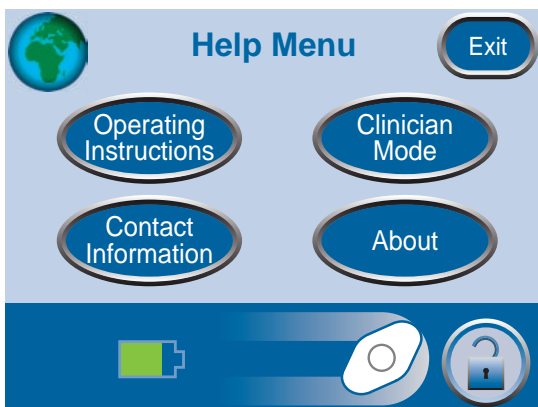 Help Menu
Exit
Operating
Instructions
Clinician
Mode
Contact
Information
About